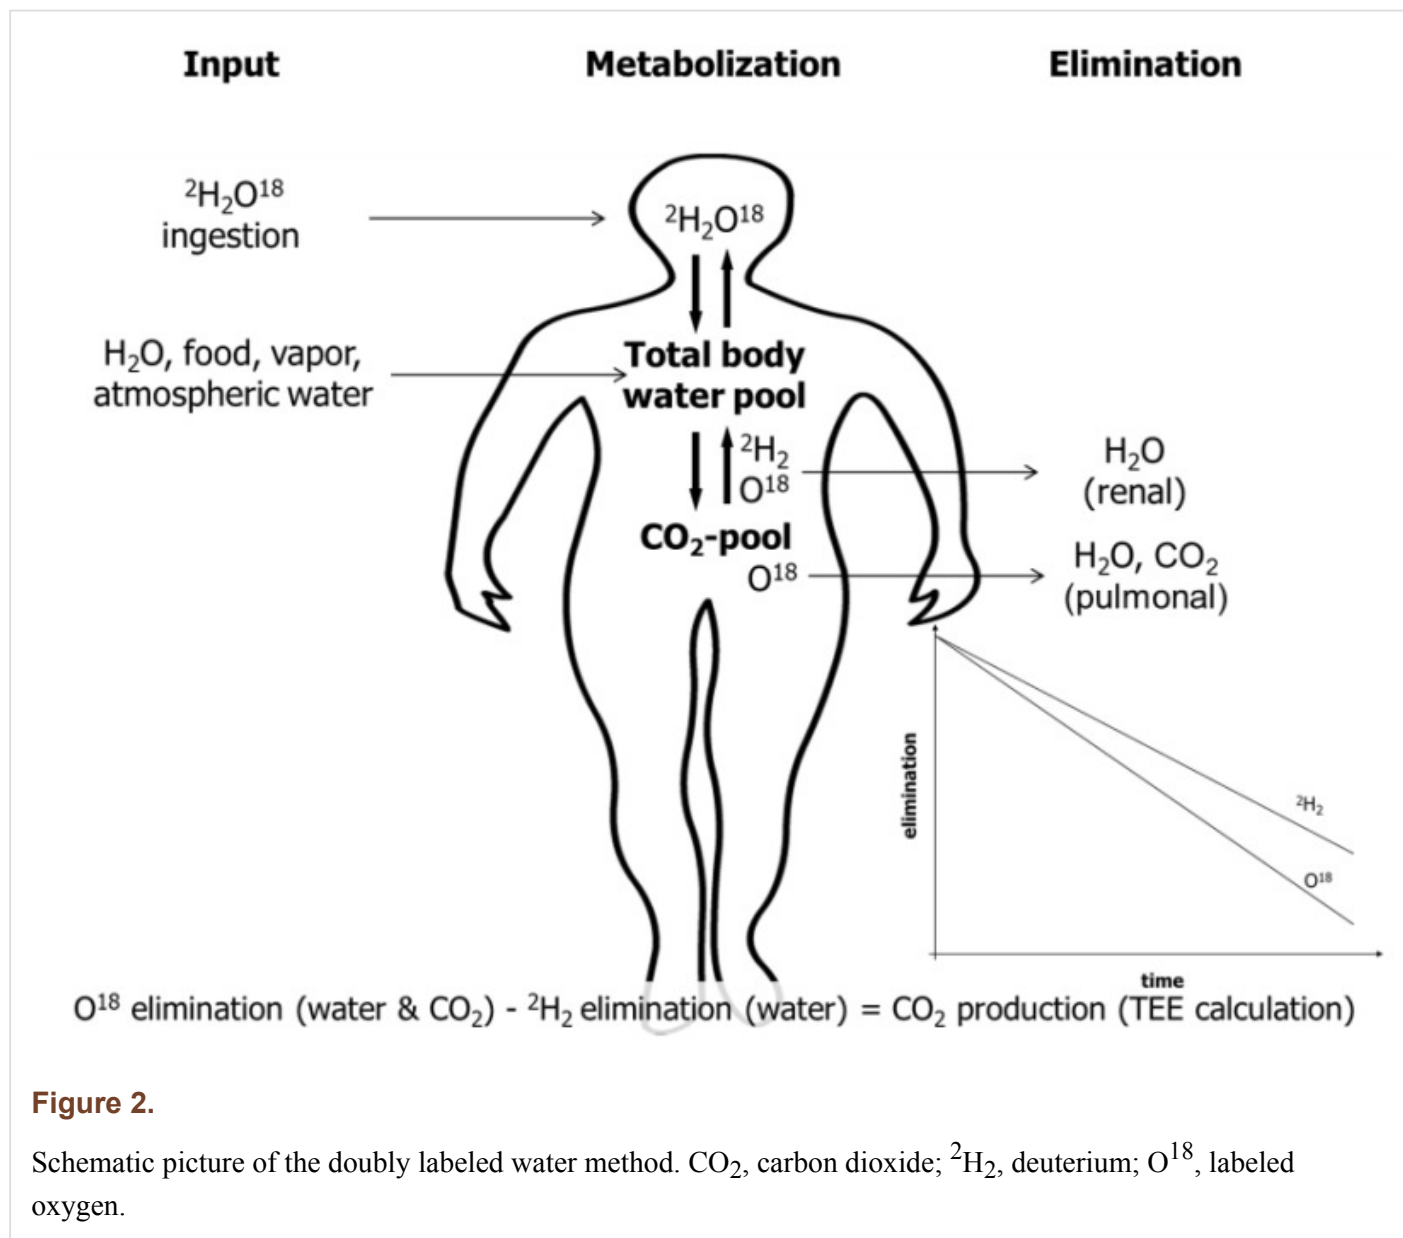 Input
Metabolization
Elimination
²H₂O¹⁸
ingestion
²H₂O¹⁸
H₂O, food, vapor,
atmospheric water
Total body
water pool
²H₂
O¹⁸
H₂O
(renal)
CO₂-pool
O¹⁸
H₂O, CO₂
(pulmonal)
elimination
²H₂
O¹⁸
time
O¹⁸ elimination (water & CO₂) - ²H₂ elimination (water) = CO₂ production (TEE calculation)
Figure 2.
Schematic picture of the doubly labeled water method. CO₂, carbon dioxide; ²H₂, deuterium; O¹⁸, labeled
oxygen.